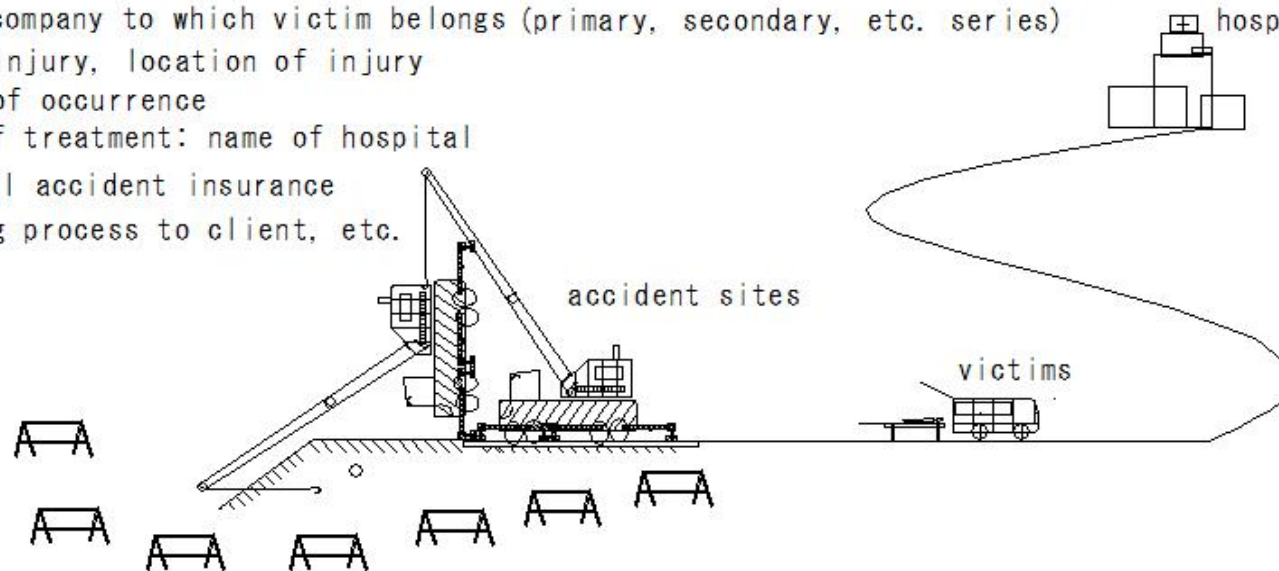 company to which victim belongs (primary, secondary, etc. series)
hosp
injury, location of injury
of occurrence
f treatment: name of hospital
l accident insurance
g process to client, etc.
accident sites
victims